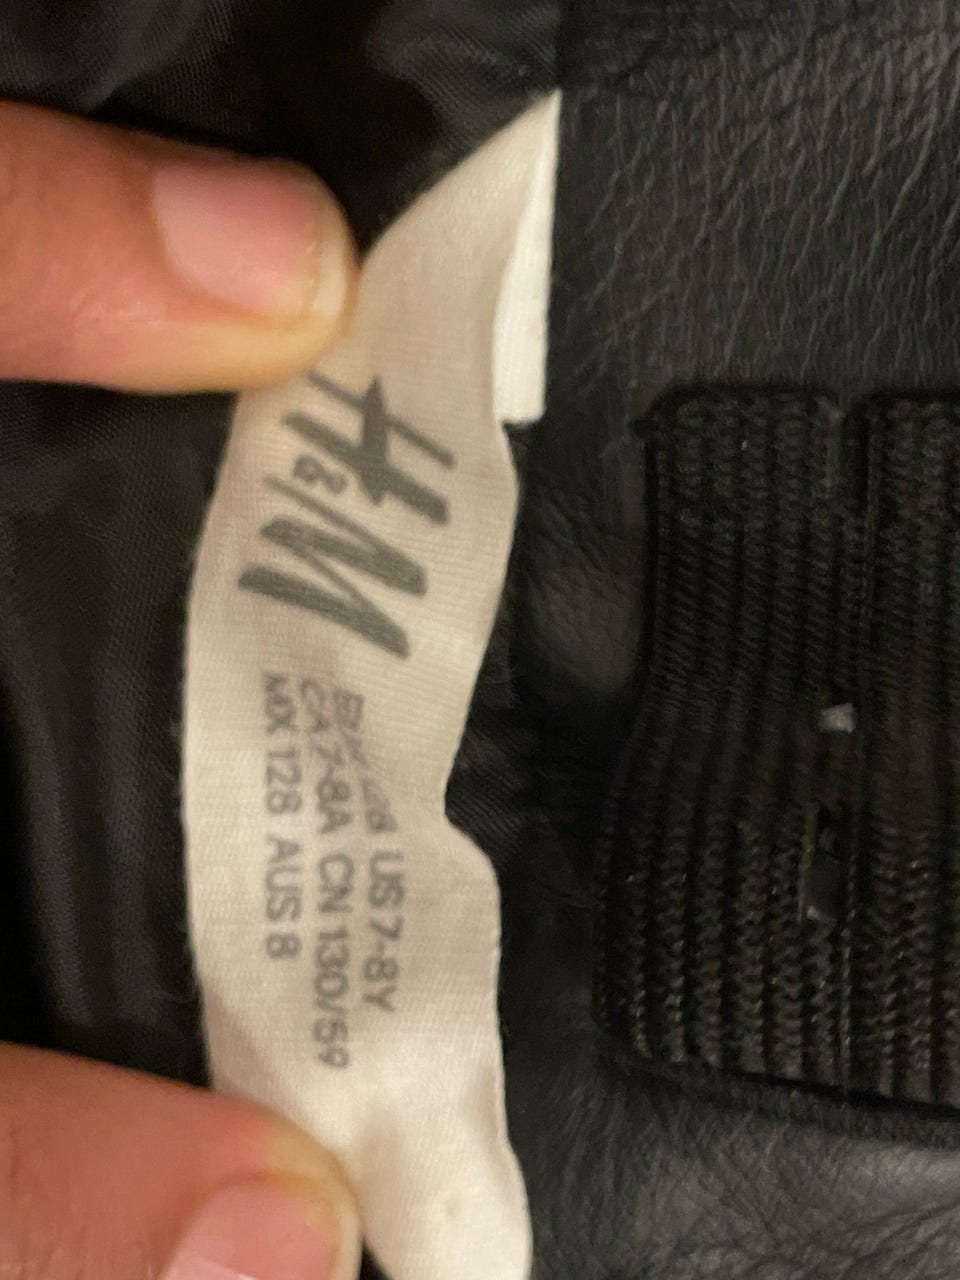 H&M
US 7-8Y
CA 7-8A CN 130/59
MX 128 AUS 8